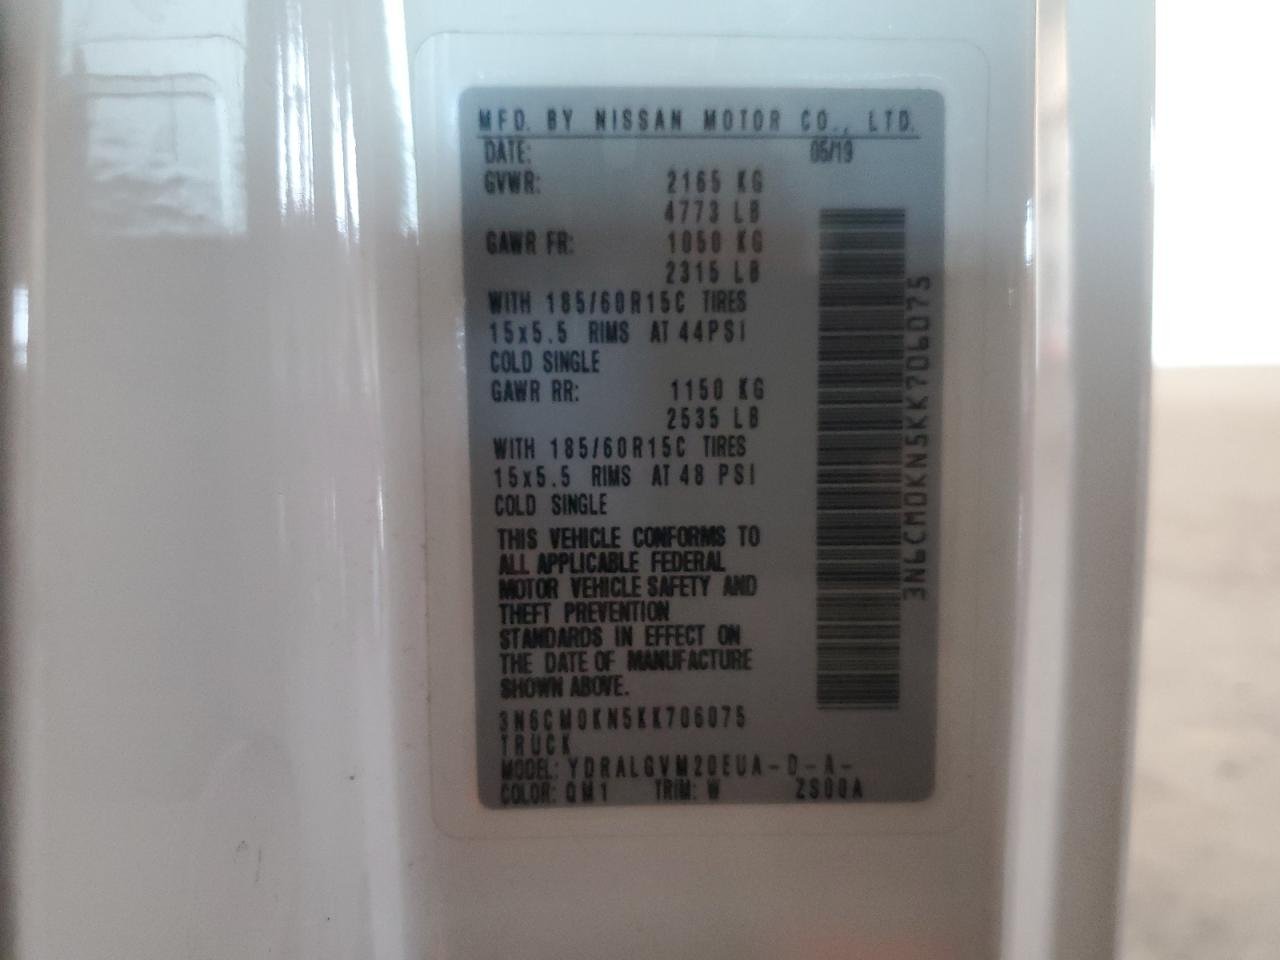 MFD. BY NISSAN MOTOR CO., LTD.
DATE: 05/19
GVWR: 2165 KG
4773 LB
GAWR FR: 1050 KG
2315 LB
WITH 185/60R15C TIRES
15x5.5 RIMS AT 44PSI
COLD SINGLE
GAWR RR: 1150 KG
2535 LB
WITH 185/60R15C TIRES
15x5.5 RIMS AT 48 PSI
COLD SINGLE
THIS VEHICLE CONFORMS TO
ALL APPLICABLE FEDERAL
MOTOR VEHICLE SAFETY AND
THEFT PREVENTION
STANDARDS IN EFFECT ON
THE DATE OF MANUFACTURE
SHOWN ABOVE.
3N6CM0KN5KK706075
TRUCK
MODEL: YDRALGVM20EUA-D-A-
COLOR: QM1 TRIM: W ZS00A
3N6CM0KN5KK706075